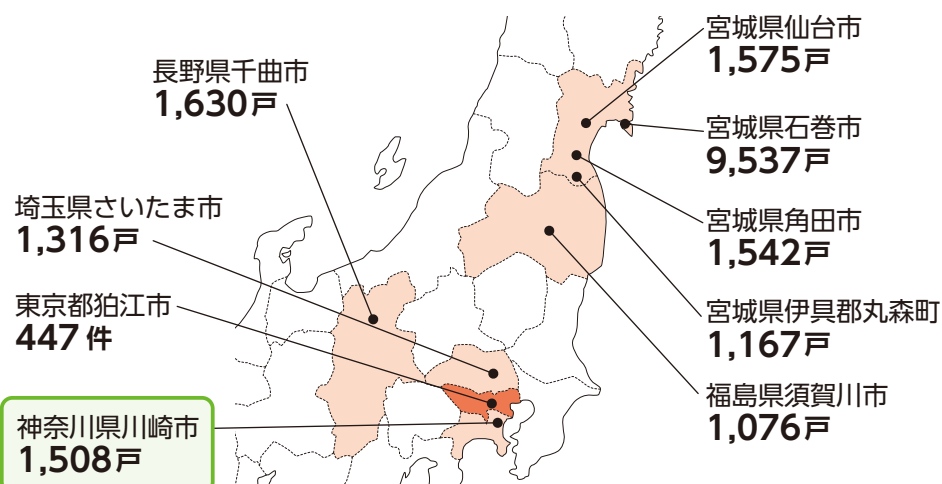 長野県千曲市
1,630戸
埼玉県さいたま市
1,316戸
東京都狛江市
447 件
神奈川県川崎市
1,508戸
宮城県仙台市
1,575戸
宮城県石巻市
9,537戸
宮城県角田市
1,542戸
宮城県伊具郡丸森町
1,167戸
福島県須賀川市
1,076戸